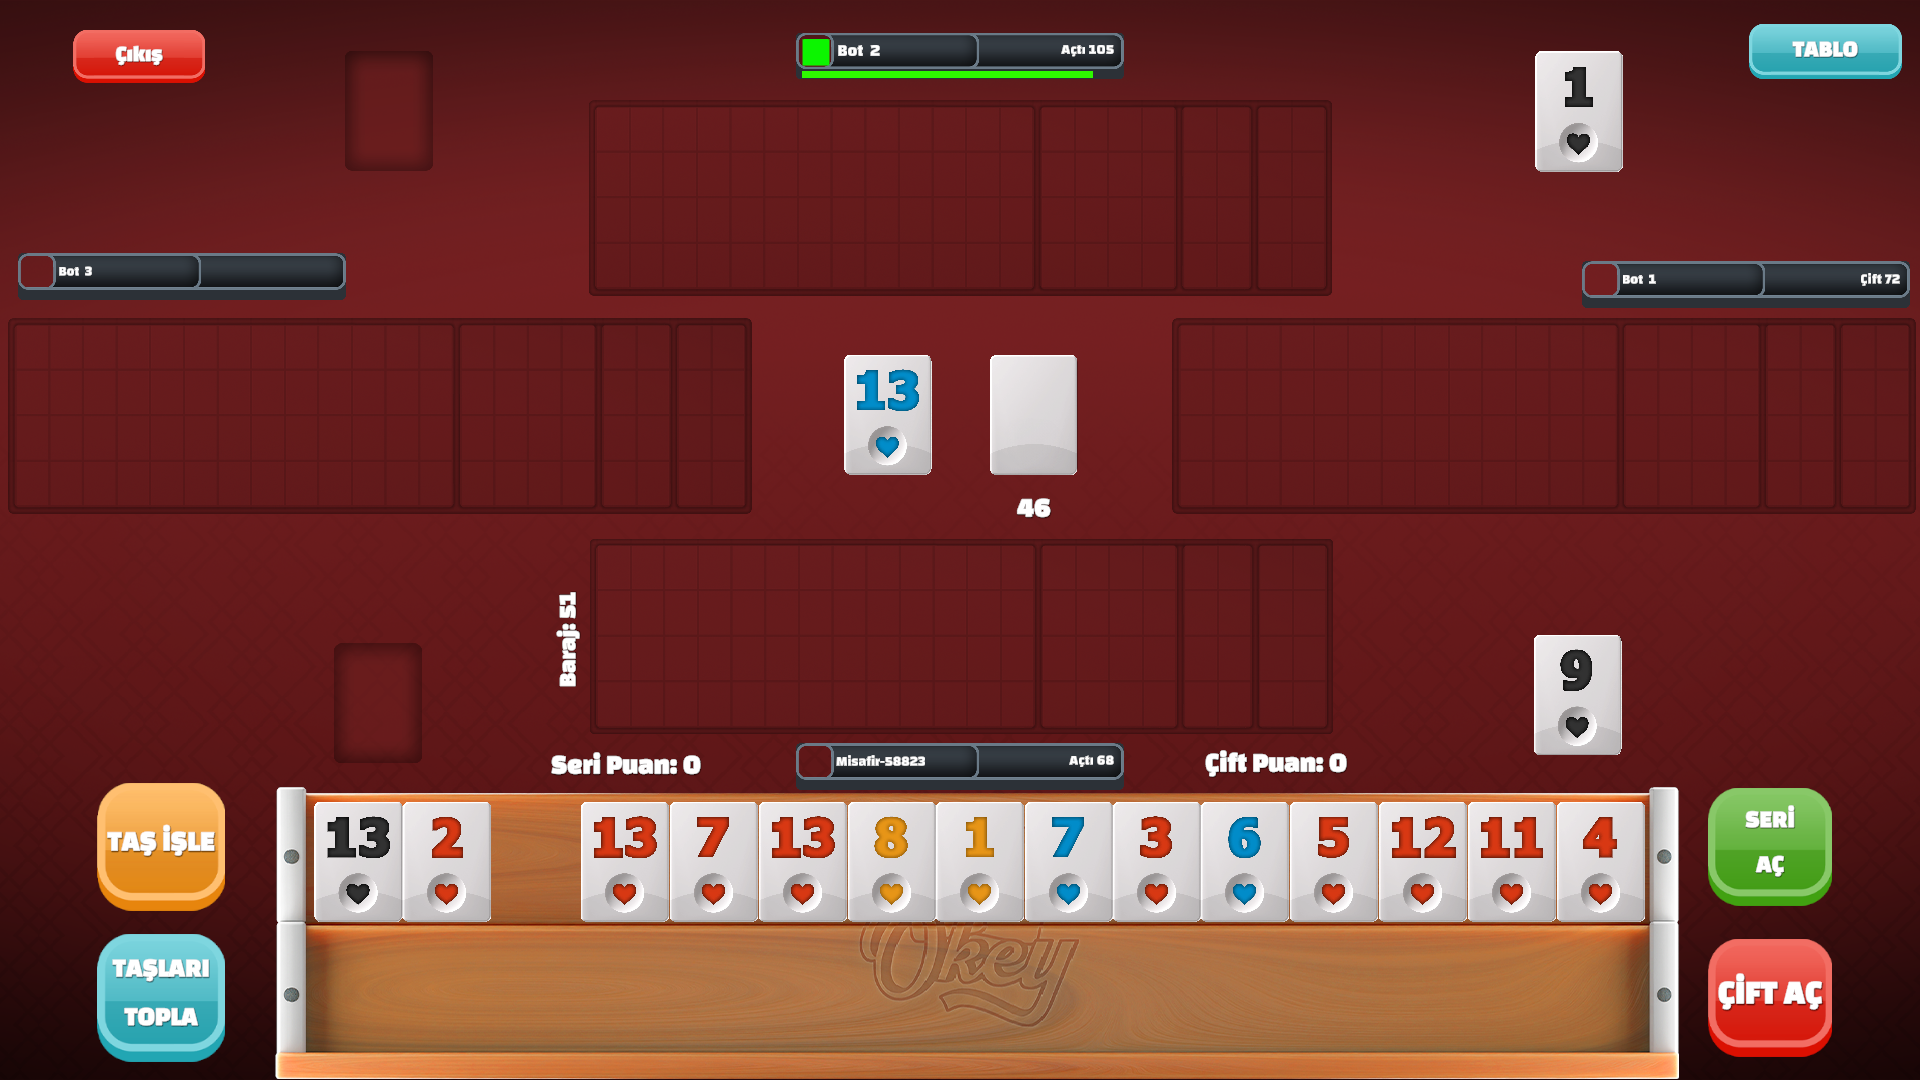 Çıkış
Bot 2
Açtı 105
1
TABLO
Bot 3
Bot 1
Çift 72
13
46
Baraj: 51
9
Seri Puan: 0
Misafir-58823
Açtı 68
Çift Puan: 0
TAŞ İŞLE
13 2 13 7 13 8 1 7 3 6 5 12 11 4
SERİ
AÇ
Okey
TAŞLARI
TOPLA
ÇİFT AÇ